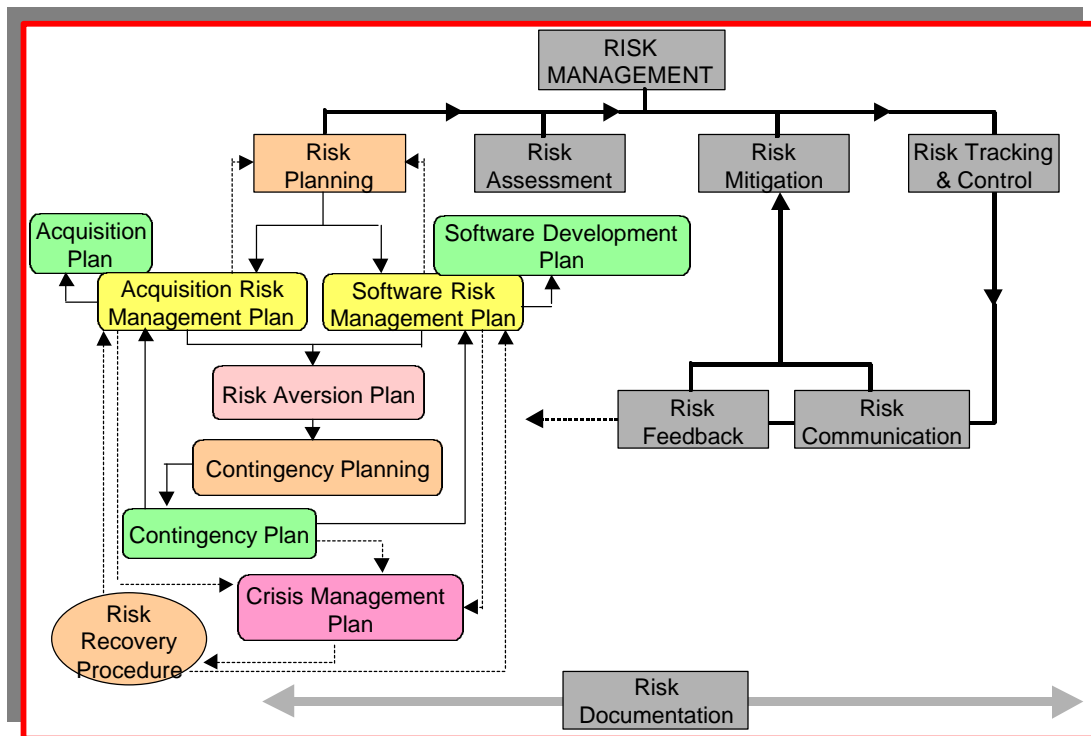 RISK
MANAGEMENT
Risk
Planning
Risk
Assessment
Risk
Mitigation
Risk Tracking
& Control
Acquisition
Plan
Software Development
Plan
Acquisition Risk
Management Plan
Software Risk
Management Plan
Risk Aversion Plan
Risk
Feedback
Risk
Communication
Contingency Planning
Contingency Plan
Crisis Management
Plan
Risk
Recovery
Procedure
Risk
Documentation